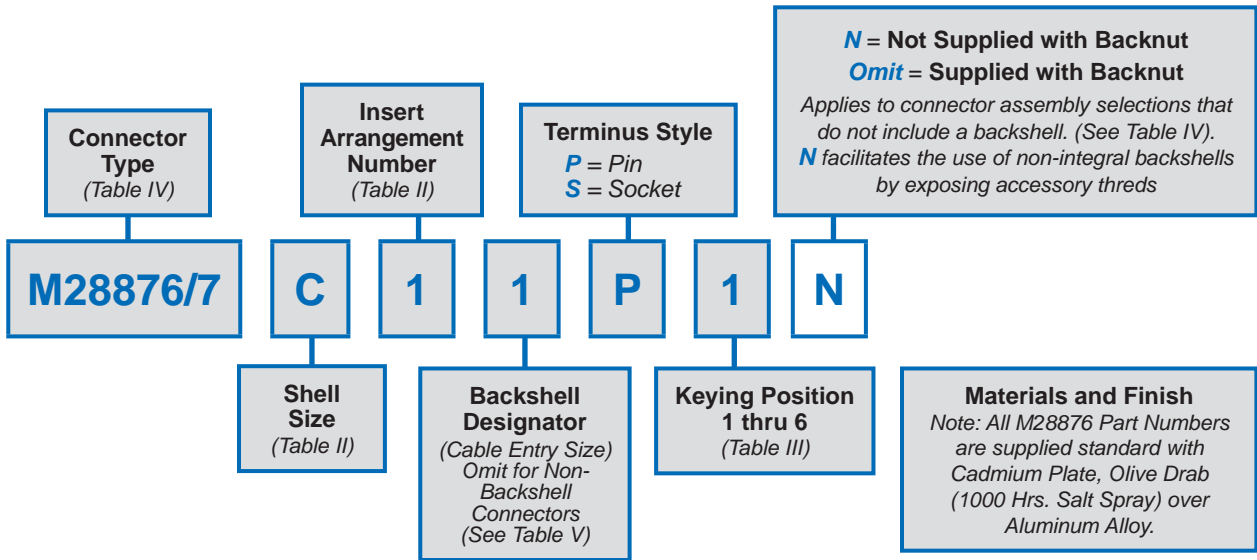 N = Not Supplied with Backnut
Omit = Supplied with Backnut
Applies to connector assembly selections that
do not include a backshell. (See Table IV).
N facilitates the use of non-integral backshells
by exposing accessory threds
Connector
Type
(Table IV)
Insert
Arrangement
Number
(Table II)
Terminus Style
P = Pin
S = Socket
M28876/7 C 1 1 P 1 N
Shell
Size
(Table II)
Backshell
Designator
(Cable Entry Size)
Omit for Non-
Backshell
Connectors
(See Table V)
Keying Position
1 thru 6
(Table III)
Materials and Finish
Note: All M28876 Part Numbers
are supplied standard with
Cadmium Plate, Olive Drab
(1000 Hrs. Salt Spray) over
Aluminum Alloy.